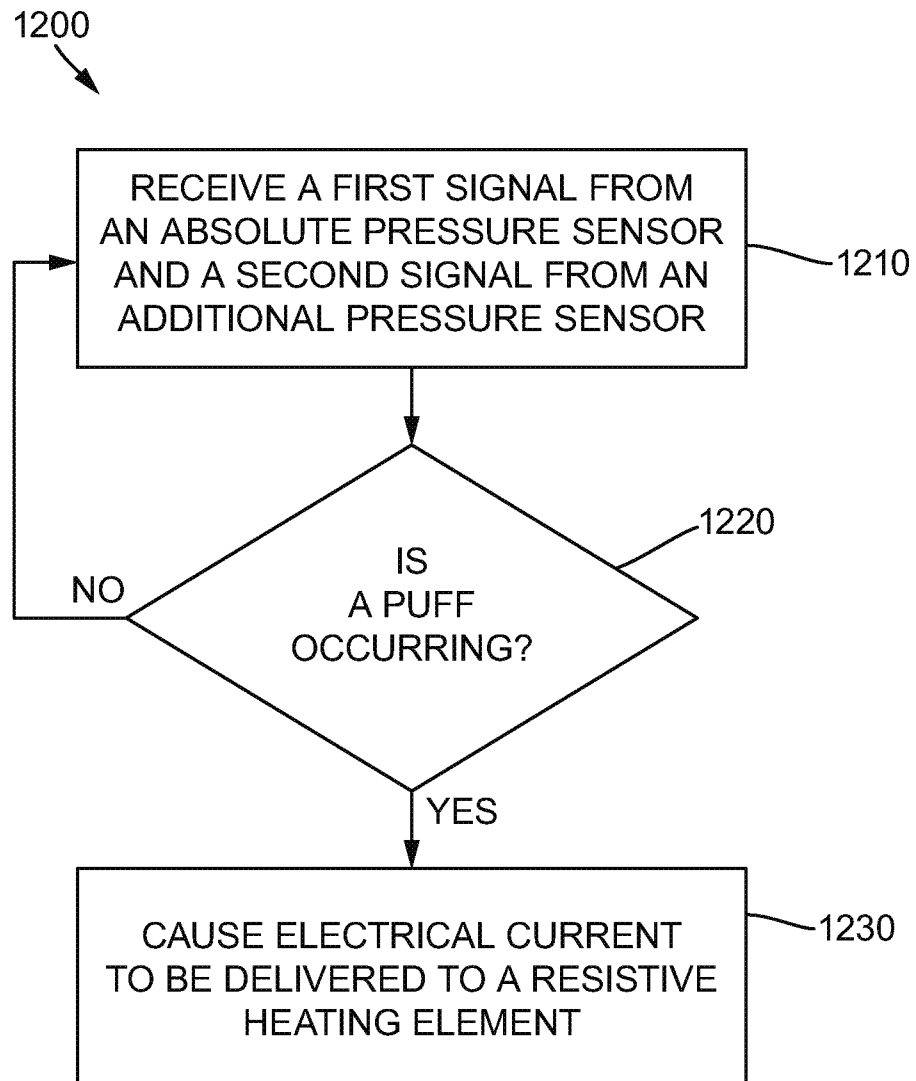 1200
RECEIVE A FIRST SIGNAL FROM
AN ABSOLUTE PRESSURE SENSOR
AND A SECOND SIGNAL FROM AN
ADDITIONAL PRESSURE SENSOR
1210
1220
IS
A PUFF
OCCURRING?
NO
YES
CAUSE ELECTRICAL CURRENT
TO BE DELIVERED TO A RESISTIVE
HEATING ELEMENT
1230